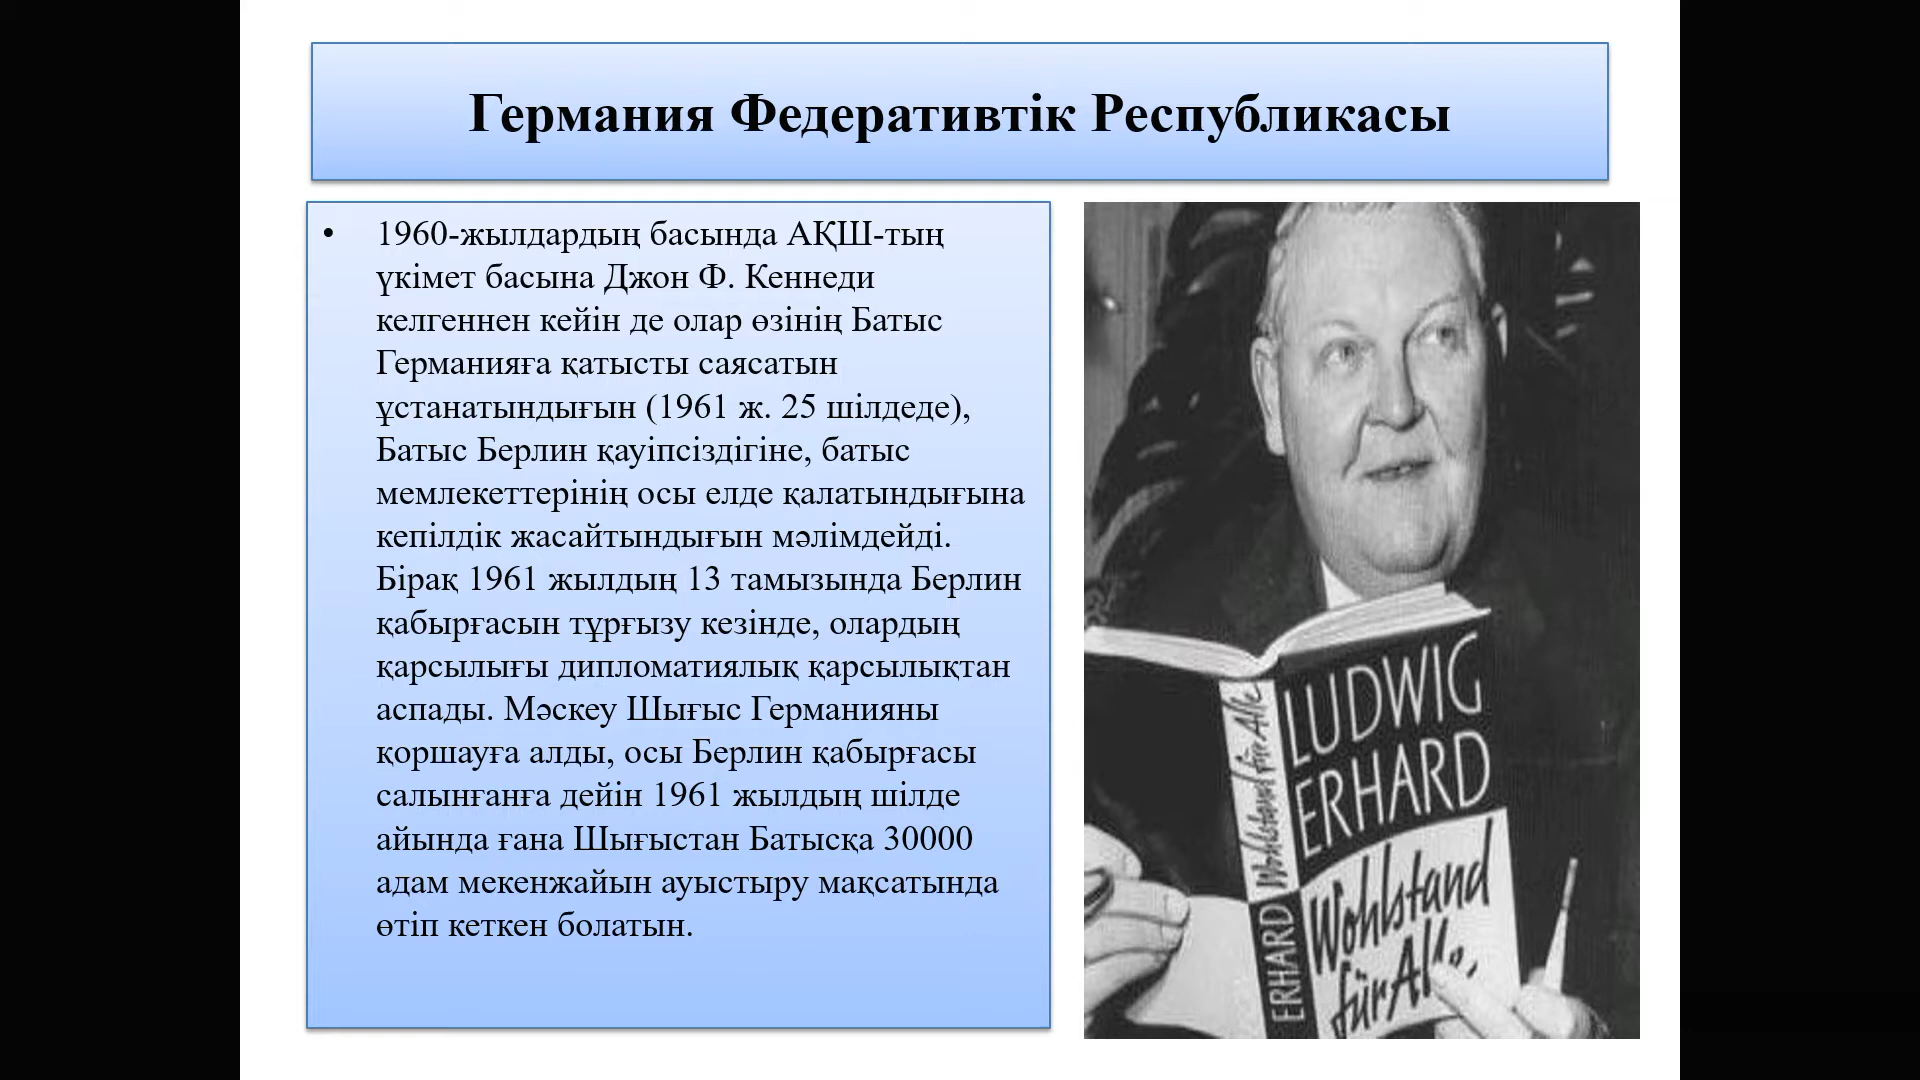 Германия Федеративтік Республикасы
• 1960-жылдардың басында АҚШ-тың
үкімет басына Джон Ф. Кеннеди
келгеннен кейін де олар өзінің Батыс
Германияға қатысты саясатын
ұстанатындығын (1961 ж. 25 шілдеде),
Батыс Берлин қауіпсіздігіне, батыс
мемлекеттерінің осы елде қалатындығына
кепілдік жасайтындығын мәлімдейді.
Бірақ 1961 жылдың 13 тамызында Берлин
қабырғасын тұрғызу кезінде, олардың
қарсылығы дипломатиялық қарсылықтан
аспады. Мәскеу Шығыс Германияны
қоршауға алды, осы Берлин қабырғасы
салынғанға дейін 1961 жылдың шілде
айында ғана Шығыстан Батысқа 30000
адам мекенжайын ауыстыру мақсатында
өтіп кеткен болатын.
LUDWIG
ERHARD
Wohlstand
für Alle
ERHARD Wohlstand für Alle